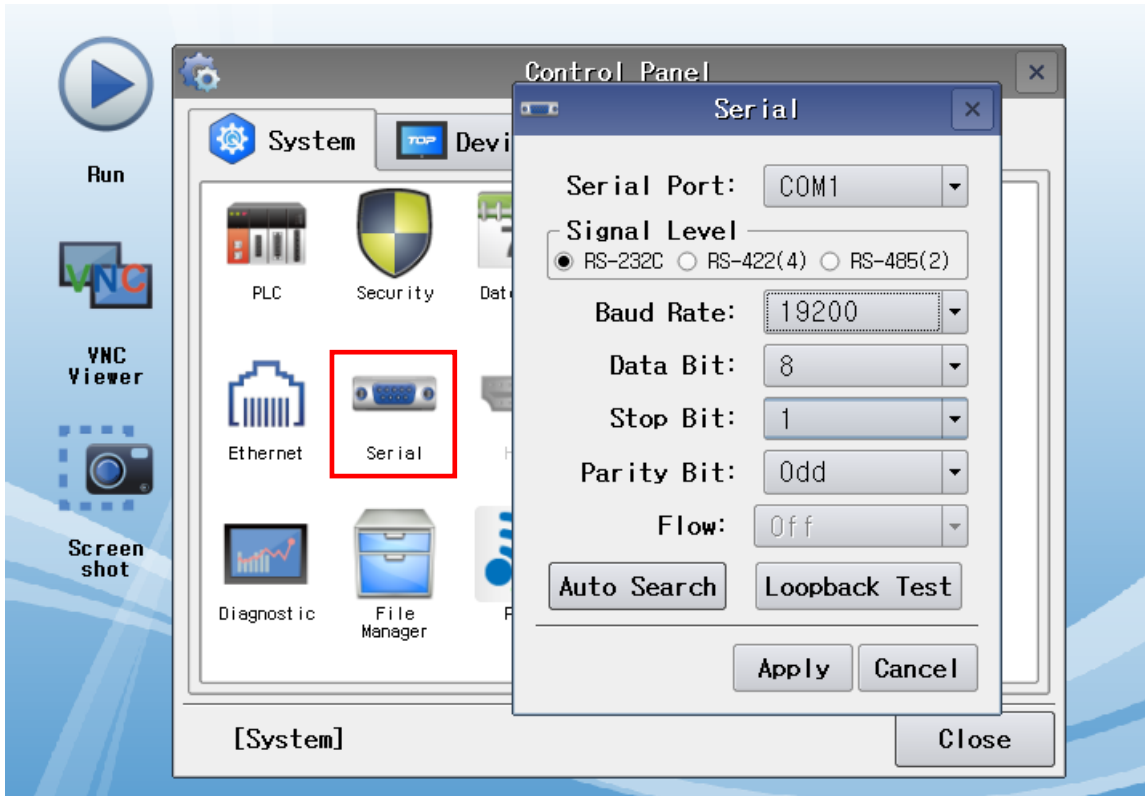 Control Panel
Serial
System
TOP
Devi
Run
VNC
VNC
Viewer
Screen
shot
PLC
Security
Dat
7
Ethernet
Serial
H
Diagnostic
File
Manager
F
Serial Port: COM1
Signal Level
RS-232C RS-422(4) RS-485(2)
Baud Rate: 19200
Data Bit: 8
Stop Bit: 1
Parity Bit: Odd
Flow: Off
Auto Search Loopback Test
Apply Cancel
[System]
Close